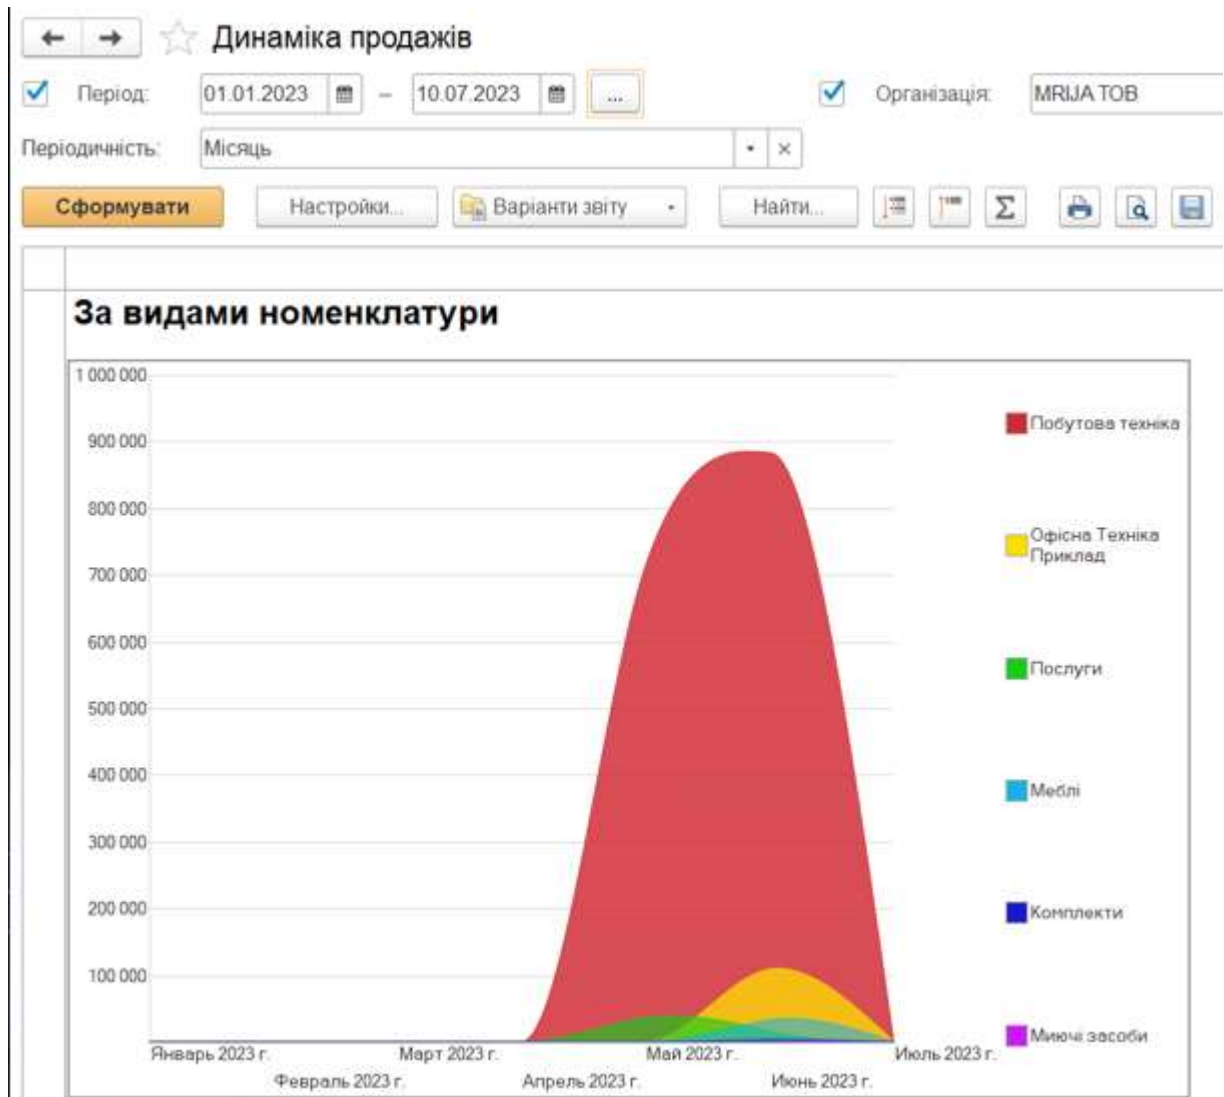 Динаміка продажів
Період: 01.01.2023 – 10.07.2023 ... Організація: MRIJA ТОВ
Періодичність: Місяць
Сформувати Настройки... Варіанти звіту Найти...
За видами номенклатури
1 000 000
900 000
800 000
700 000
600 000
500 000
400 000
300 000
200 000
100 000
Побутова техніка
Офісна Техніка
Приклад
Послуги
Меблі
Комплекти
Миючі засоби
Январь 2023 г. Март 2023 г. Май 2023 г. Июль 2023 г.
Февраль 2023 г. Апрель 2023 г. Июнь 2023 г.